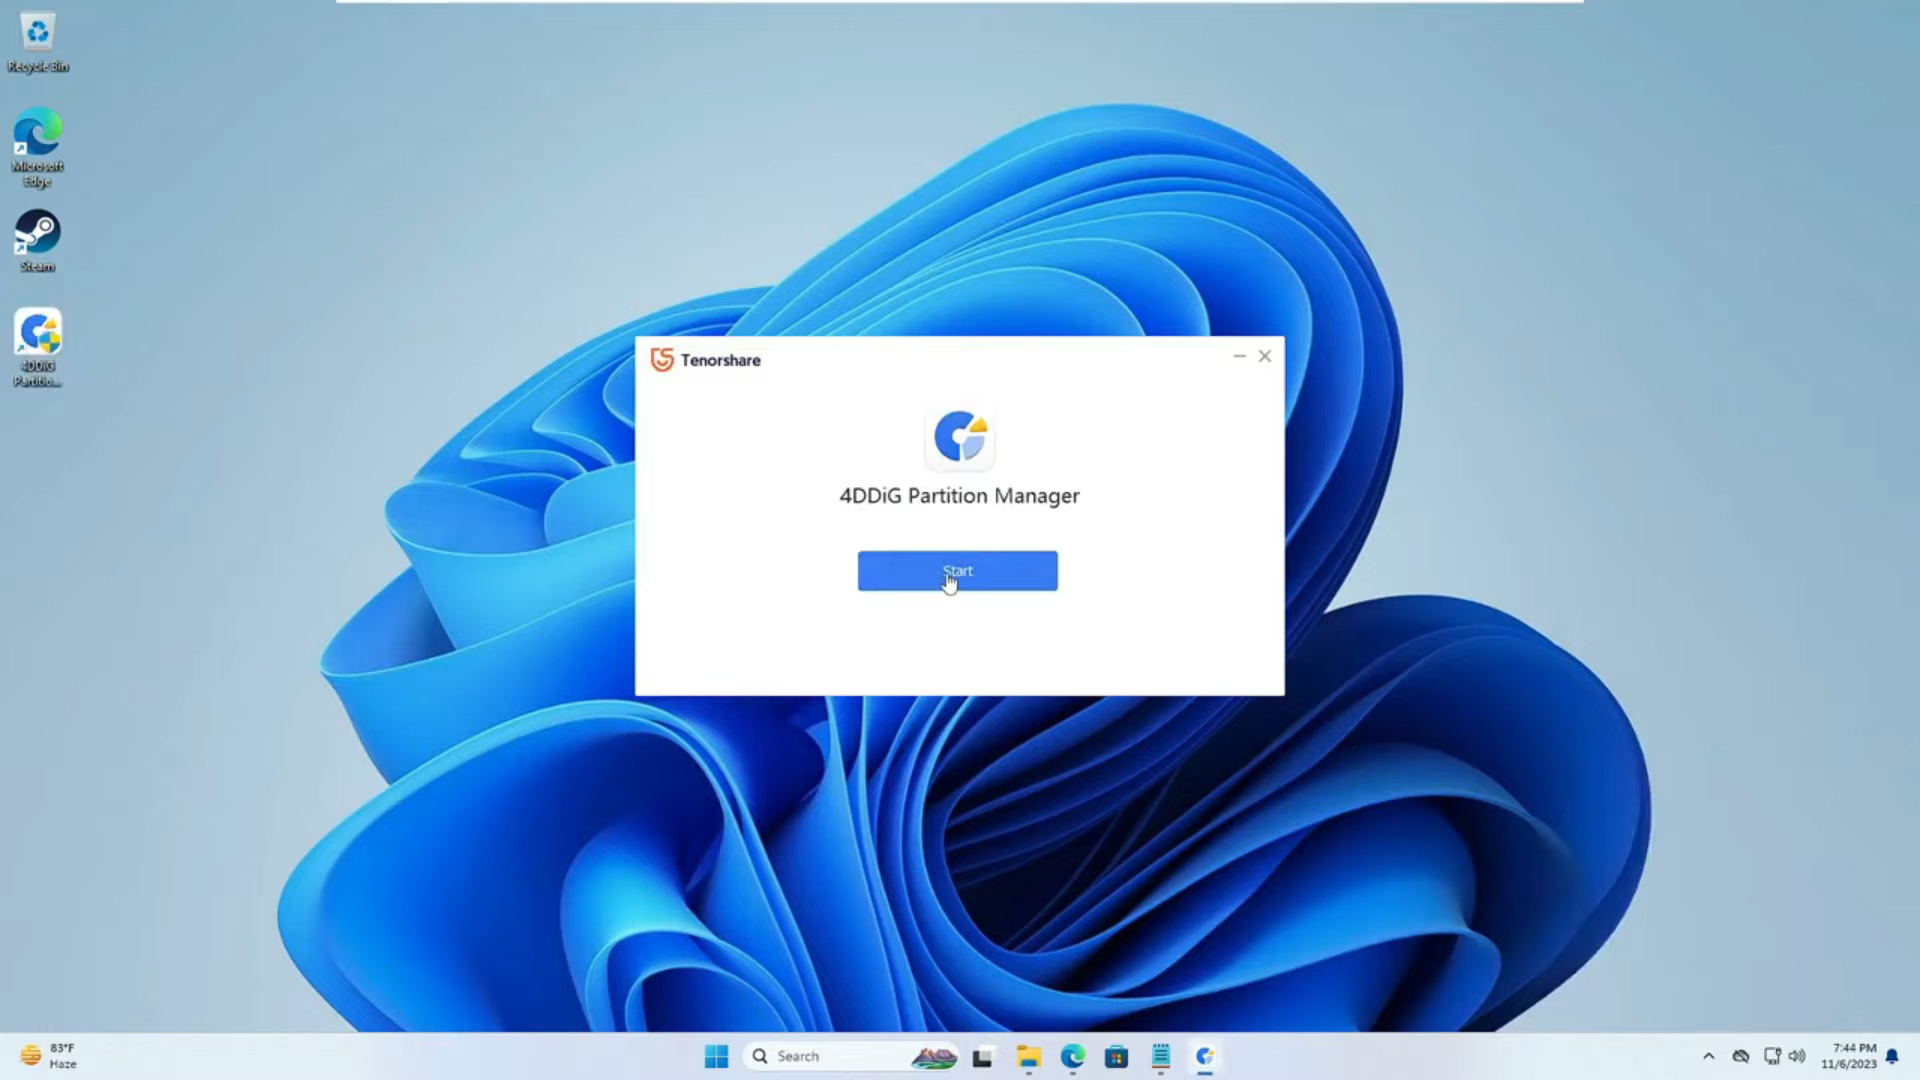 Recycle Bin
Microsoft
Edge
Steam
4DDiG
Partitio...
Tenorshare
4DDiG Partition Manager
Start
83°F
Haze
Search
7:44 PM
11/6/2023